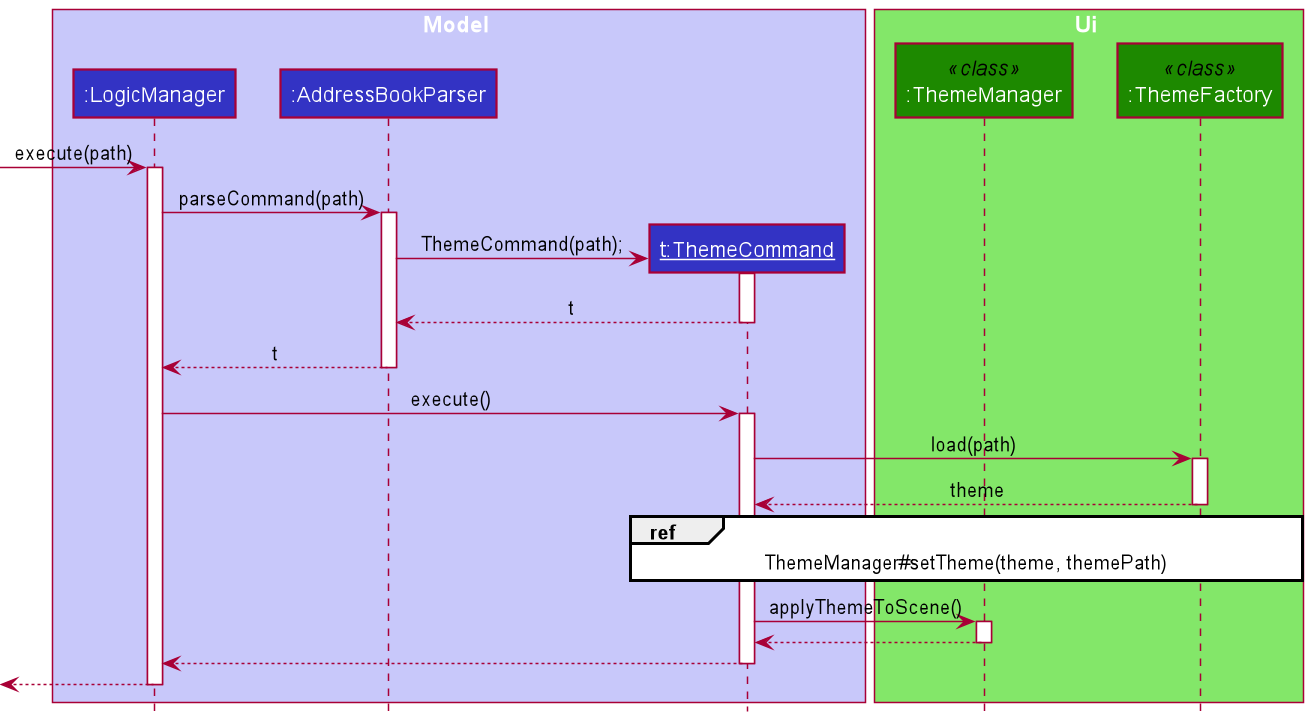 Model
Ui
«class»
«class»
:LogicManager
:AddressBookParser
:ThemeManager
:ThemeFactory
execute(path)
parseCommand(path)
ThemeCommand(path);
t:ThemeCommand
t
t
execute()
load(path)
theme
ref
ThemeManager#setTheme(theme, themePath)
applyThemeToScene()